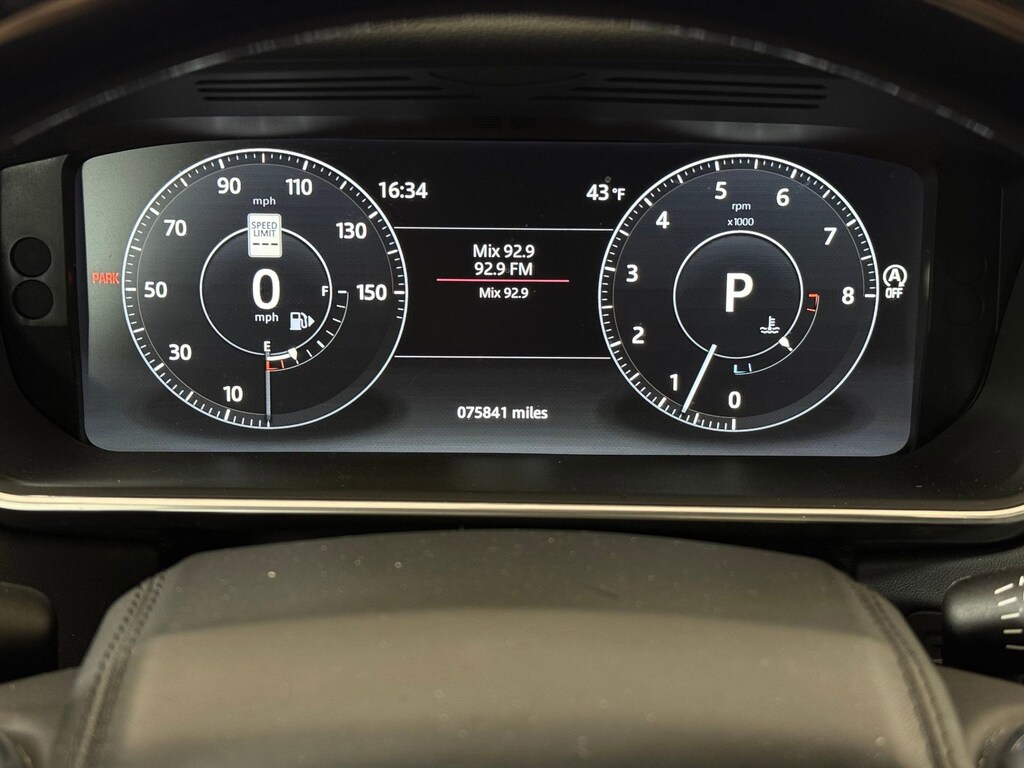 90
110
mph
70
130
SPEED
LIMIT
---
PARK
50
0
F
150
mph
E
30
10
16:34
43°F
Mix 92.9
92.9 FM
Mix 92.9
075841 miles
5
6
rpm
x1000
4
7
3
P
8
2
1
0
A
OFF